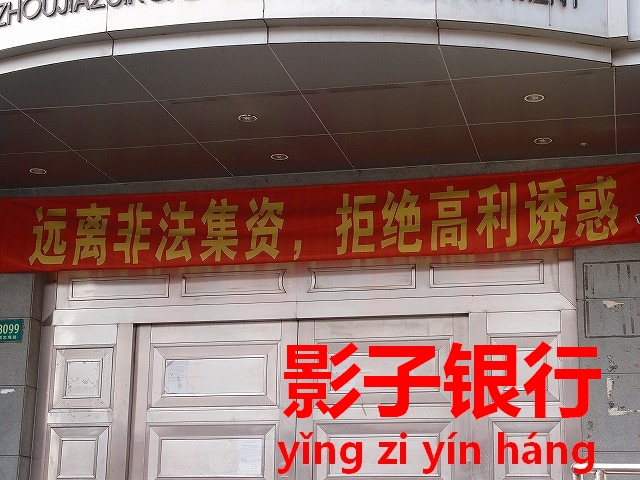 远离非法集资，拒绝高利诱惑
8099
影子银行
yǐng zi yín háng